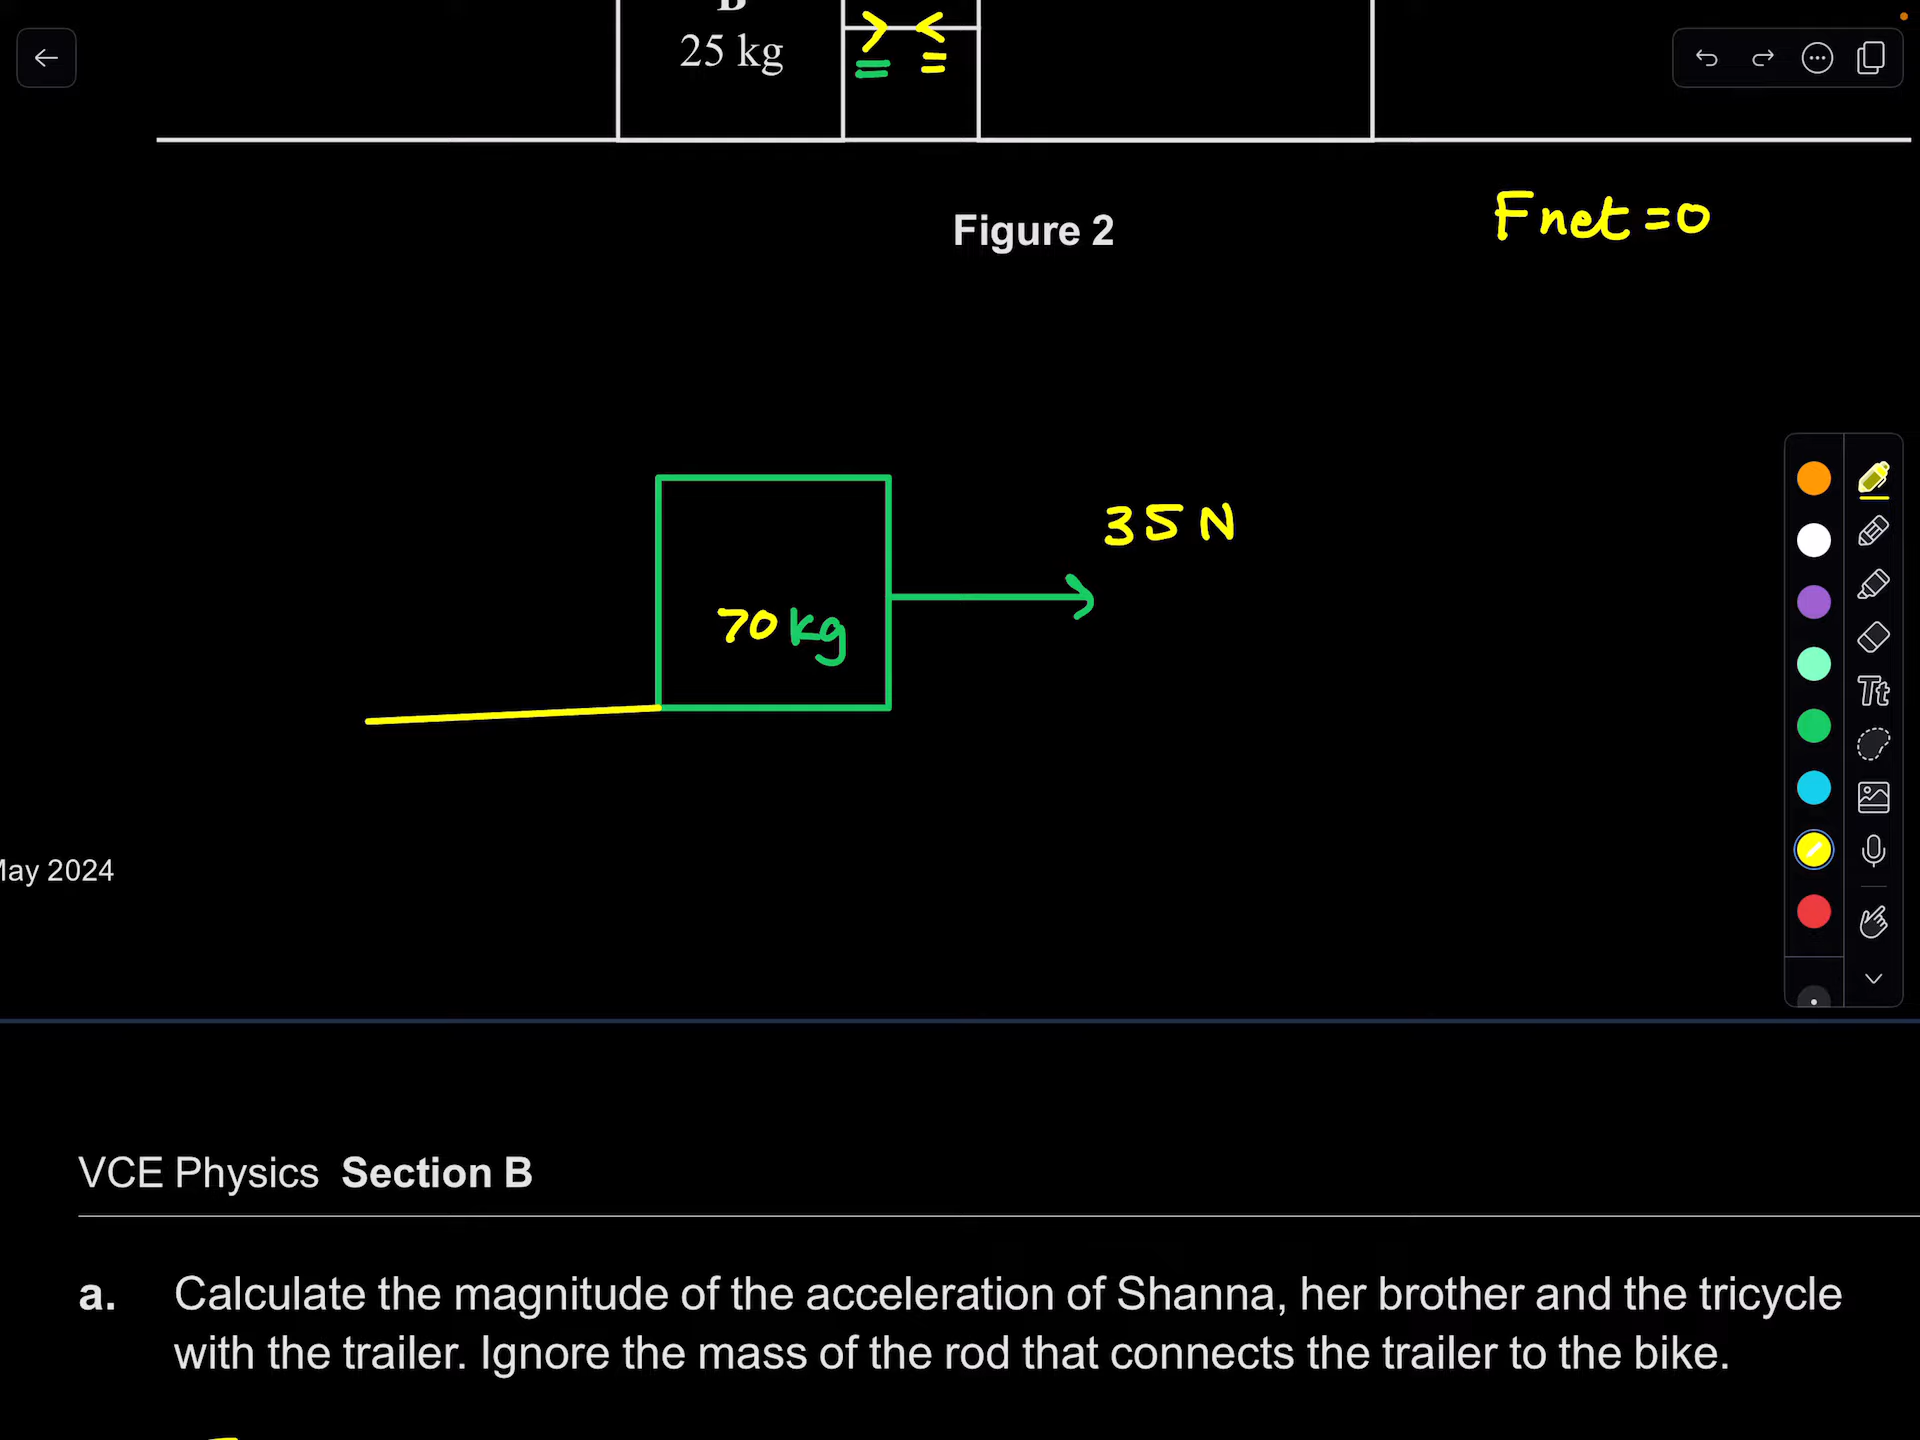 B
25 kg
Figure 2
Fnet = 0
35 N
70 kg
May 2024
VCE Physics Section B
a. Calculate the magnitude of the acceleration of Shanna, her brother and the tricycle
with the trailer. Ignore the mass of the rod that connects the trailer to the bike.
Tt